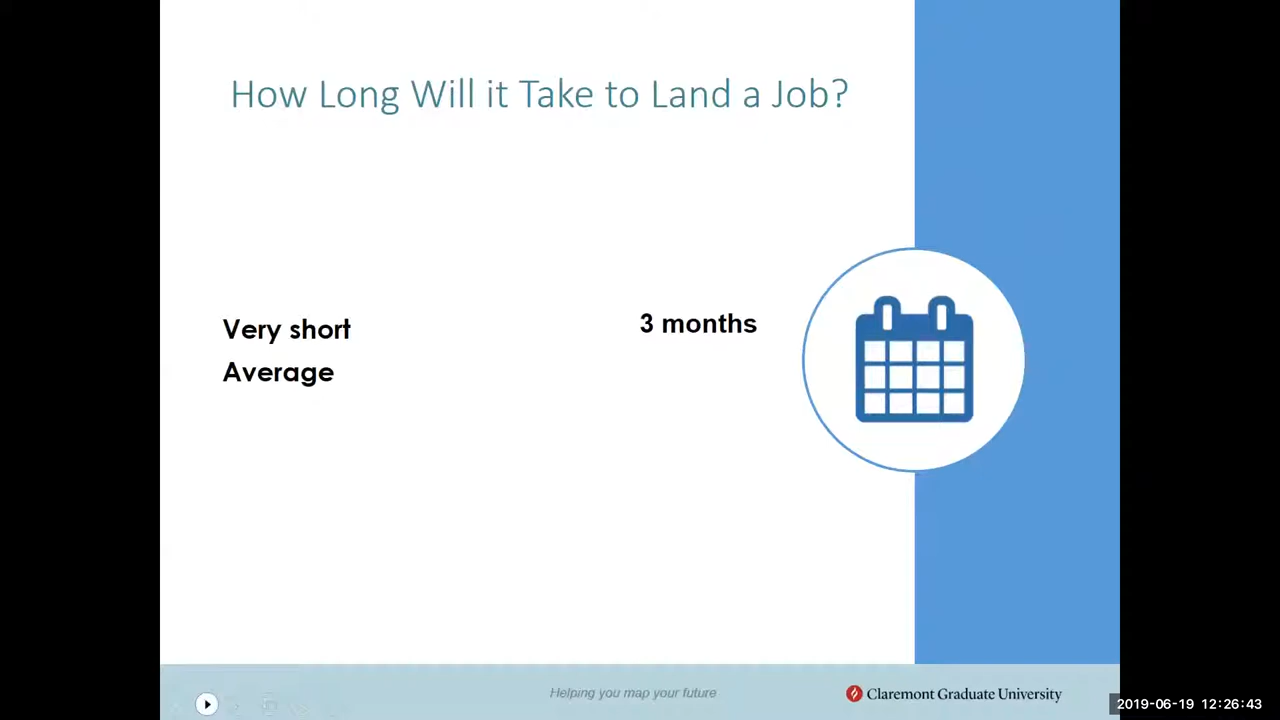 How Long Will it Take to Land a Job?
Very short 3 months
Average
Helping you map your future
Claremont Graduate University
2019-06-19 12:26:43